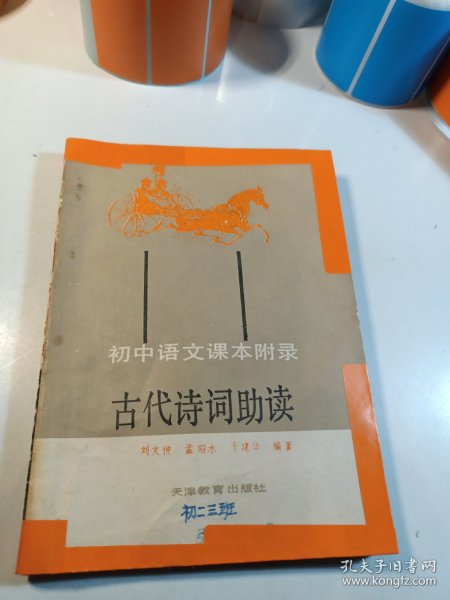 初中语文课本附录
古代诗词助读
刘文仲 孟昭水 于建华 编著
天津教育出版社
初二三班
孔夫子旧书网
www.kongfz.com